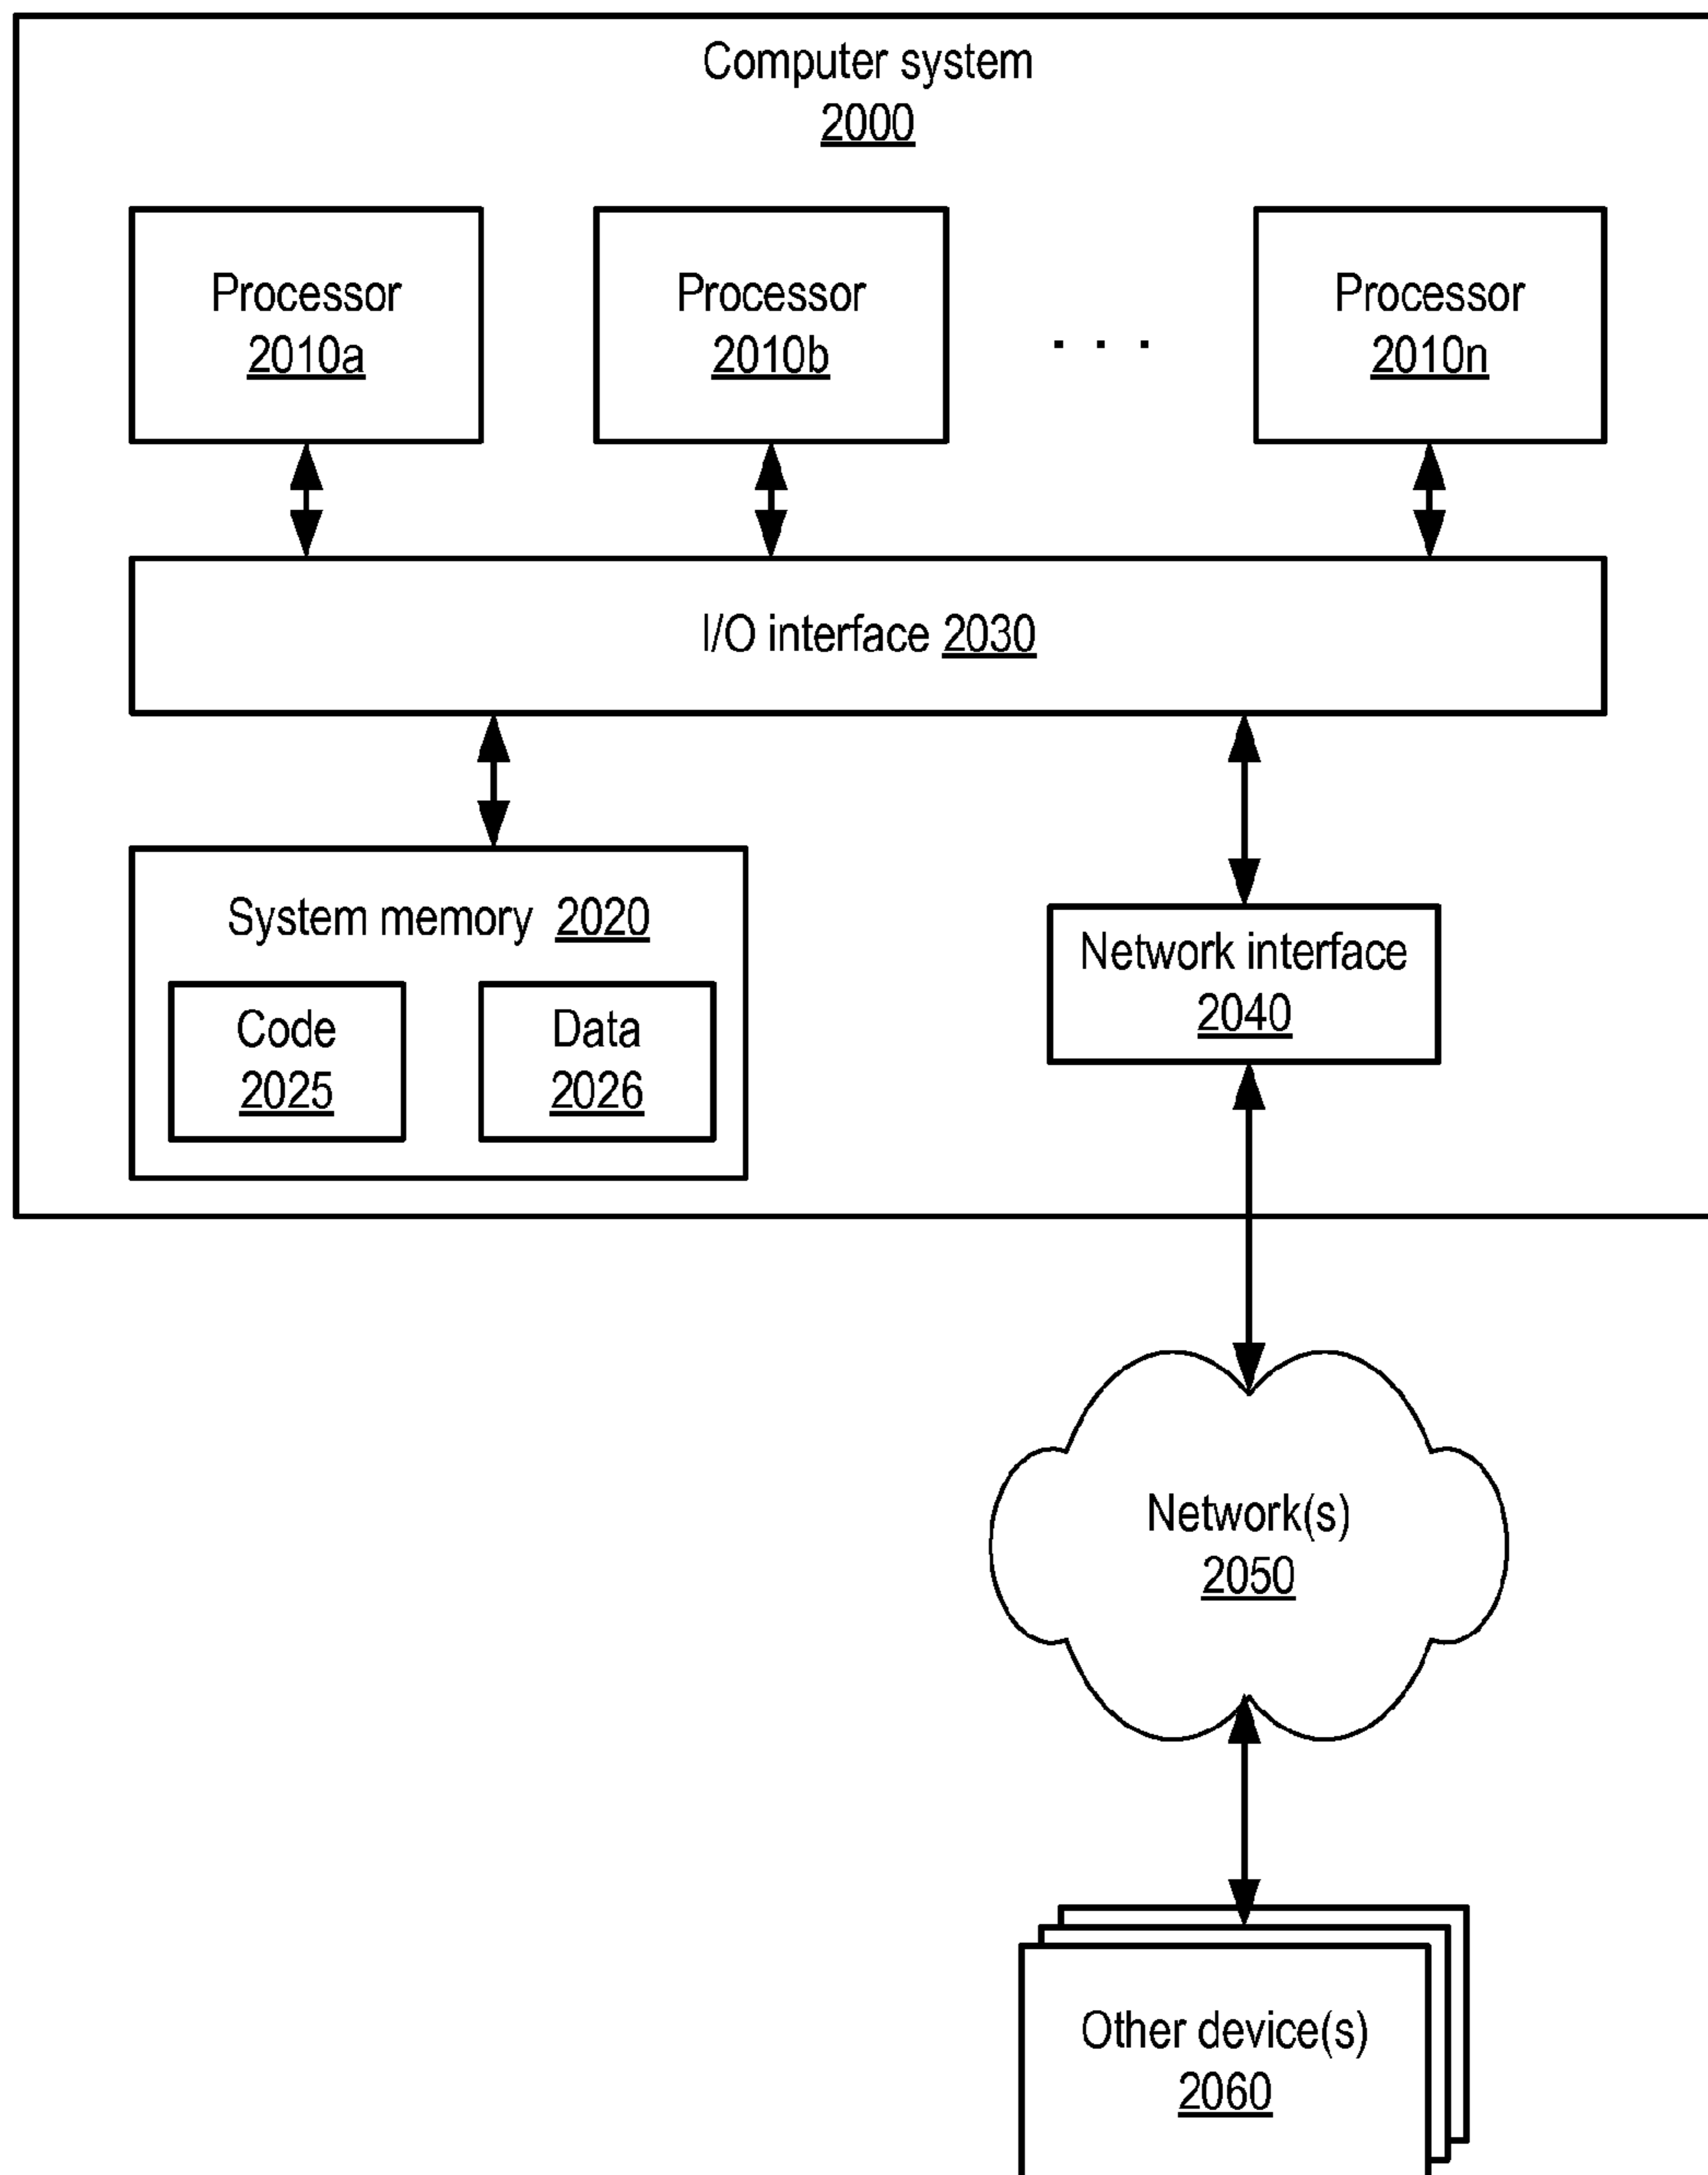 Computer system
2000
Processor
2010a
Processor
2010b
. . .
Processor
2010n
I/O interface 2030
System memory 2020
Code
2025
Data
2026
Network interface
2040
Network(s)
2050
Other device(s)
2060